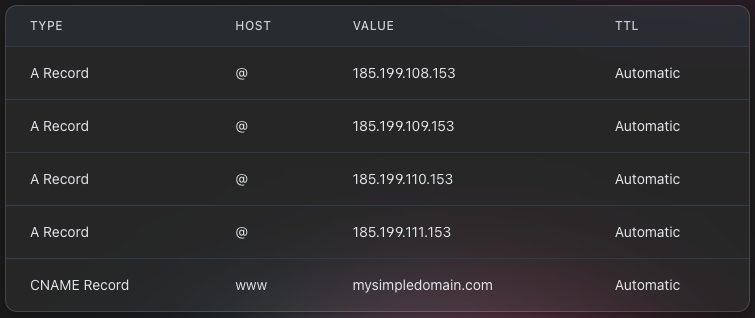 TYPE HOST VALUE TTL
A Record @ 185.199.108.153 Automatic
A Record @ 185.199.109.153 Automatic
A Record @ 185.199.110.153 Automatic
A Record @ 185.199.111.153 Automatic
CNAME Record www mysimpledomain.com Automatic